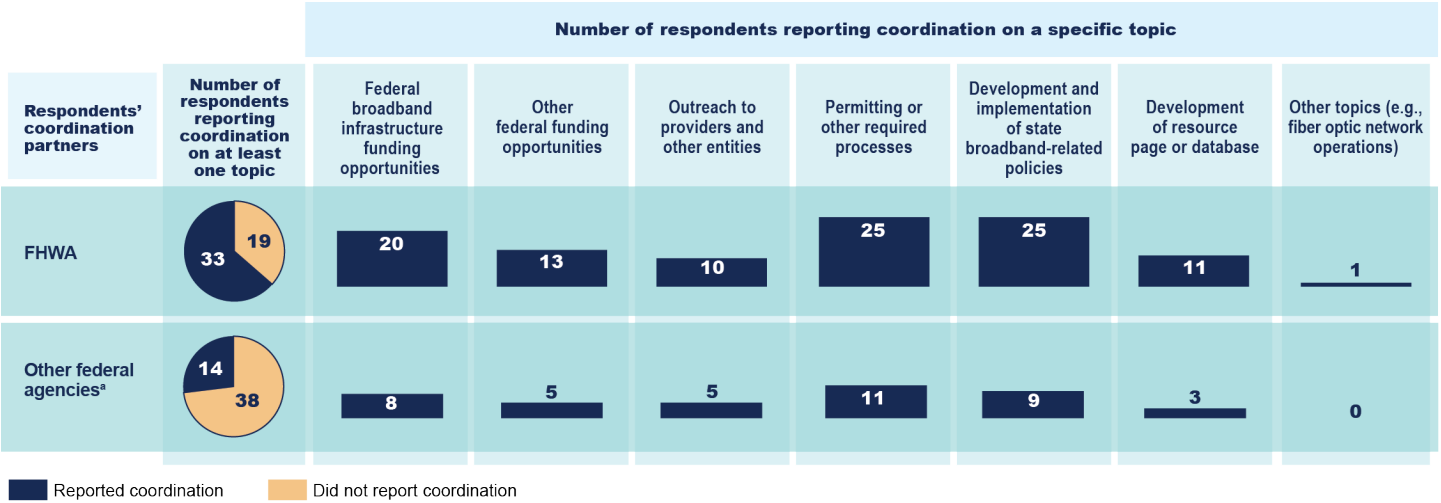 Number of respondents reporting coordination on a specific topic
Respondents’
coordination
partners
Number of
respondents
reporting
coordination
on at least
one topic
Federal
broadband
infrastructure
funding
opportunities
Other
federal funding
opportunities
Outreach to
providers and
other entities
Permitting or
other required
processes
Development and
implementation
of state
broadband-related
policies
Development
of resource
page or database
Other topics (e.g.,
fiber optic network
operations)
FHWA
33
19
20
13
10
25
25
11
1
Other federal
agenciesᵃ
14
38
8
5
5
11
9
3
0
Reported coordination
Did not report coordination